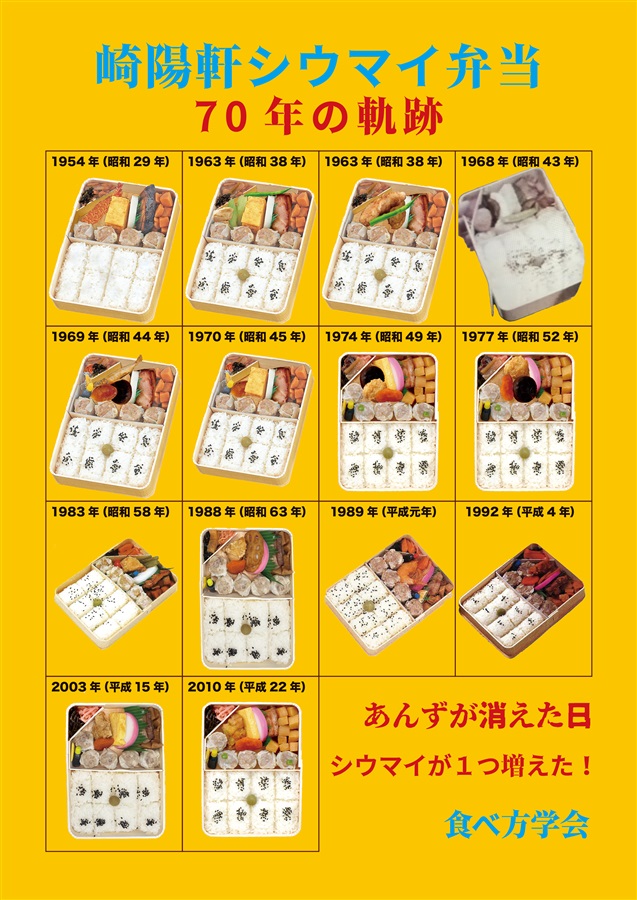 崎陽軒シウマイ弁当
70年の軌跡
1954年(昭和29年)
1963年(昭和38年)
1963年(昭和38年)
1968年(昭和43年)
1969年(昭和44年)
1970年(昭和45年)
1974年(昭和49年)
1977年(昭和52年)
1983年(昭和58年)
1988年(昭和63年)
1989年(平成元年)
1992年(平成4年)
2003年(平成15年)
2010年(平成22年)
あんずが消えた日
シウマイが1つ増えた!
食べ方学会